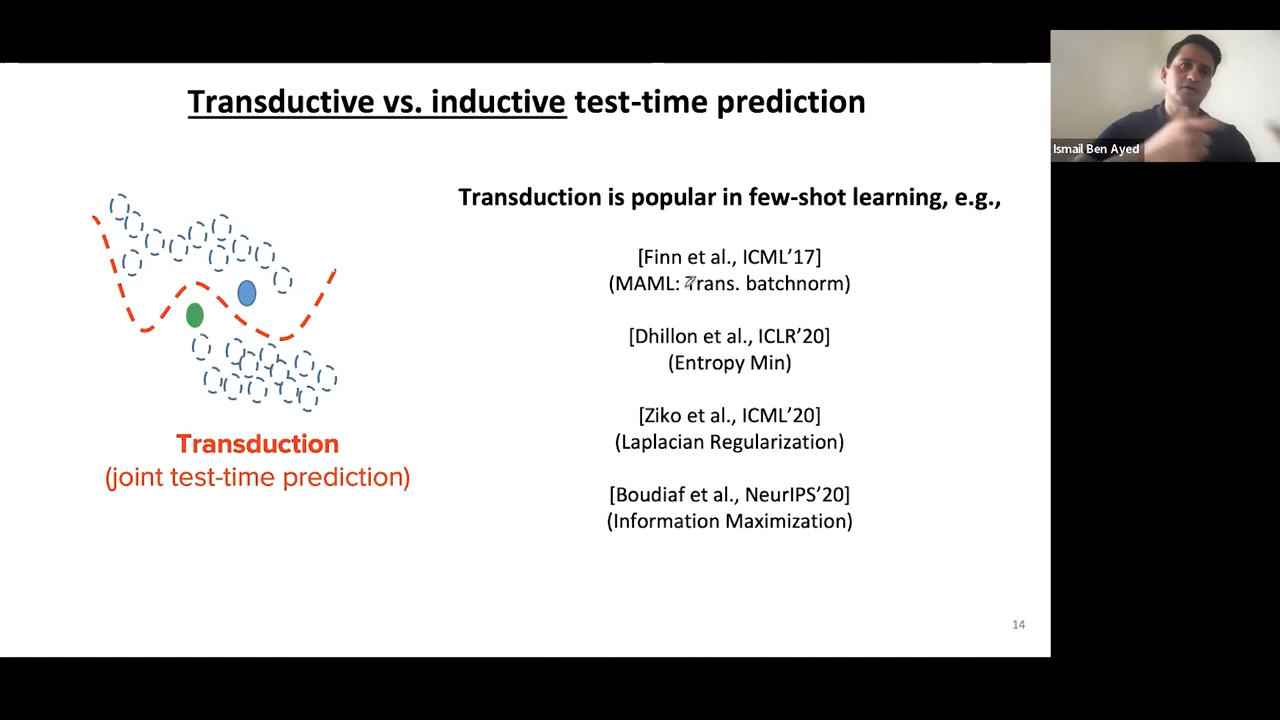 Transductive vs. inductive test-time prediction
Ismail Ben Ayed
Transduction is popular in few-shot learning, e.g.,
[Finn et al., ICML’17]
(MAML: Trans. batchnorm)
[Dhillon et al., ICLR’20]
(Entropy Min)
[Ziko et al., ICML’20]
(Laplacian Regularization)
[Boudiaf et al., NeurIPS’20]
(Information Maximization)
Transduction
(joint test-time prediction)
14